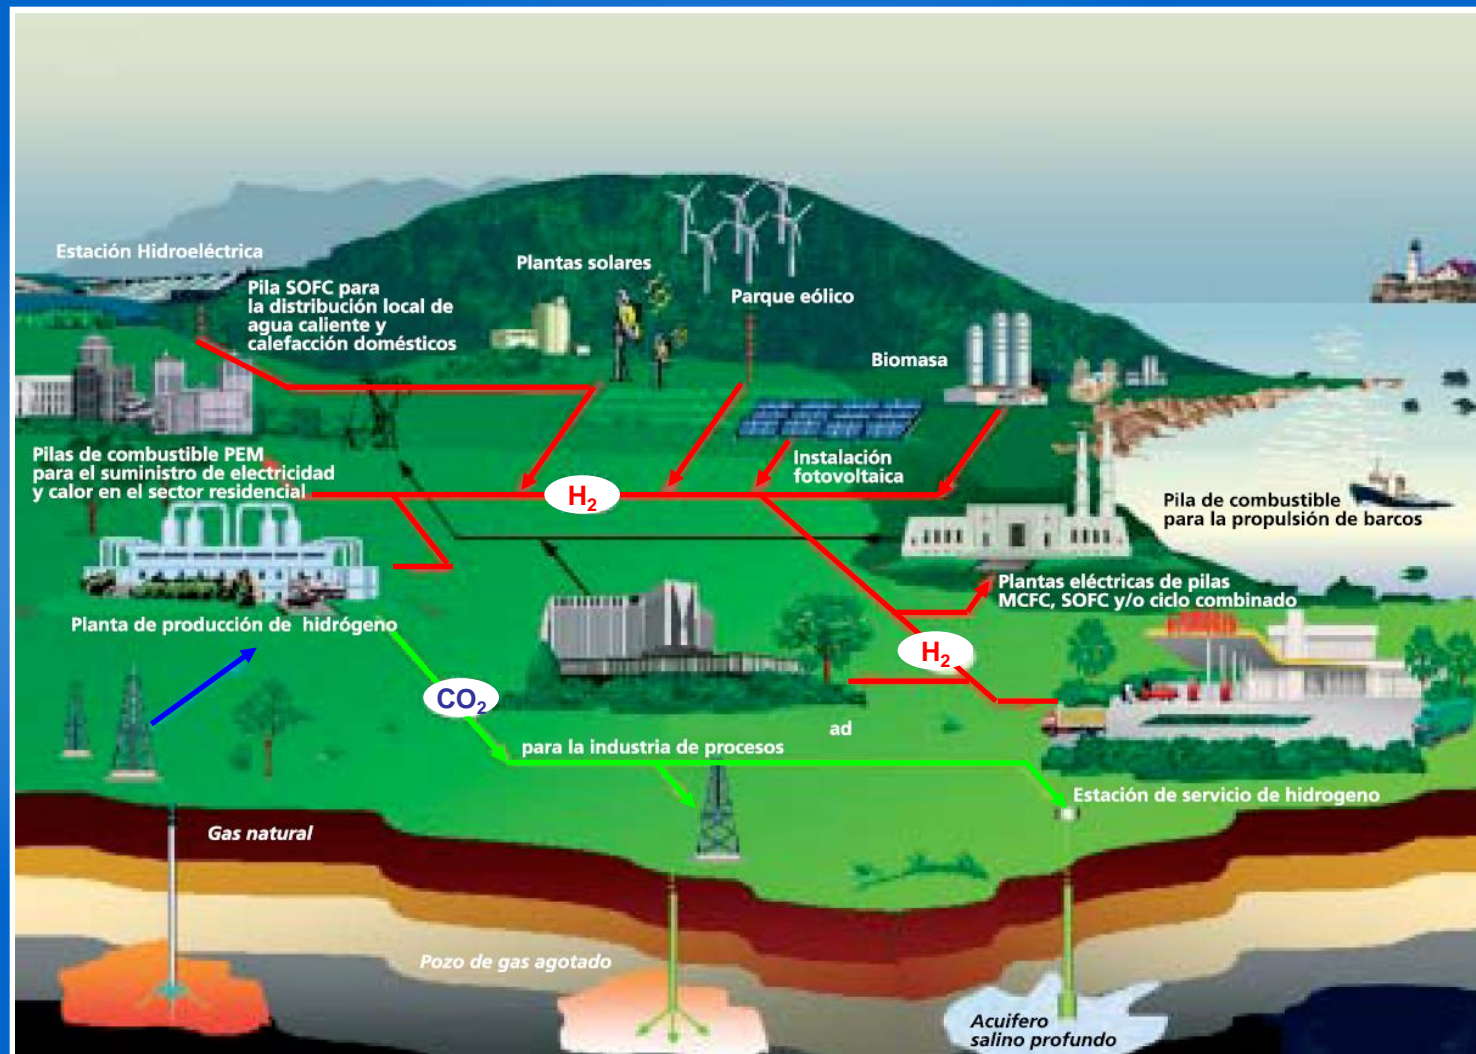 Estación Hidroeléctrica
Pila SOFC para
la distribución local de
agua caliente y
calefacción domésticos
Plantas solares
Parque eólico
Biomasa
Pilas de combustible PEM
para el suministro de electricidad
y calor en el sector residencial
H₂
Instalación
fotovoltaica
Pila de combustible
para la propulsión de barcos
Plantas eléctricas de pilas
MCFC, SOFC y/o ciclo combinado
Planta de producción de hidrógeno
H₂
CO₂
ad
para la industria de procesos
Estación de servicio de hidrogeno
Gas natural
Pozo de gas agotado
Acuifero
salino profundo